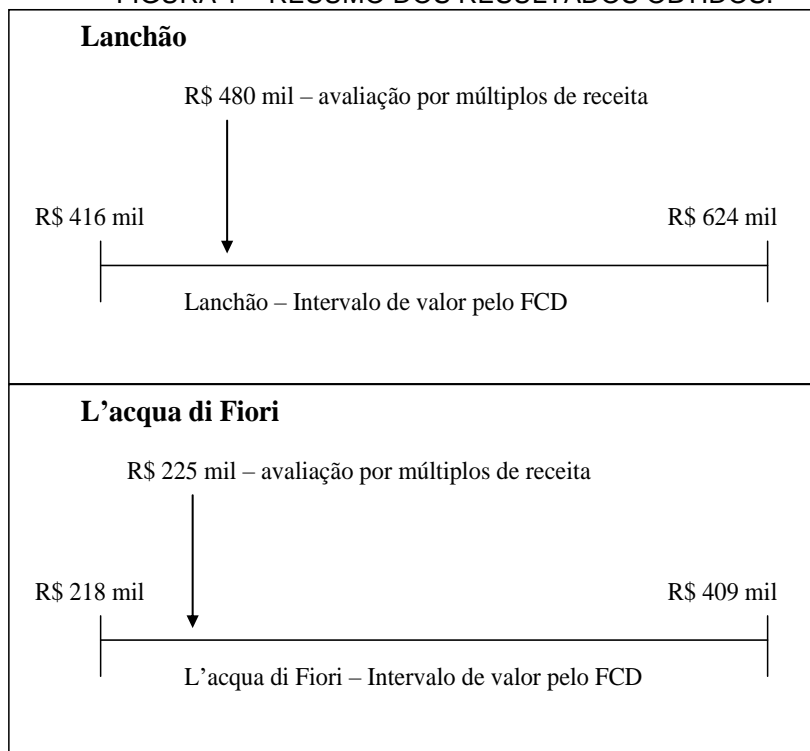 Lanchão
R$ 480 mil – avaliação por múltiplos de receita
R$ 416 mil
R$ 624 mil
Lanchão – Intervalo de valor pelo FCD
L’acqua di Fiori
R$ 225 mil – avaliação por múltiplos de receita
R$ 218 mil
R$ 409 mil
L’acqua di Fiori – Intervalo de valor pelo FCD